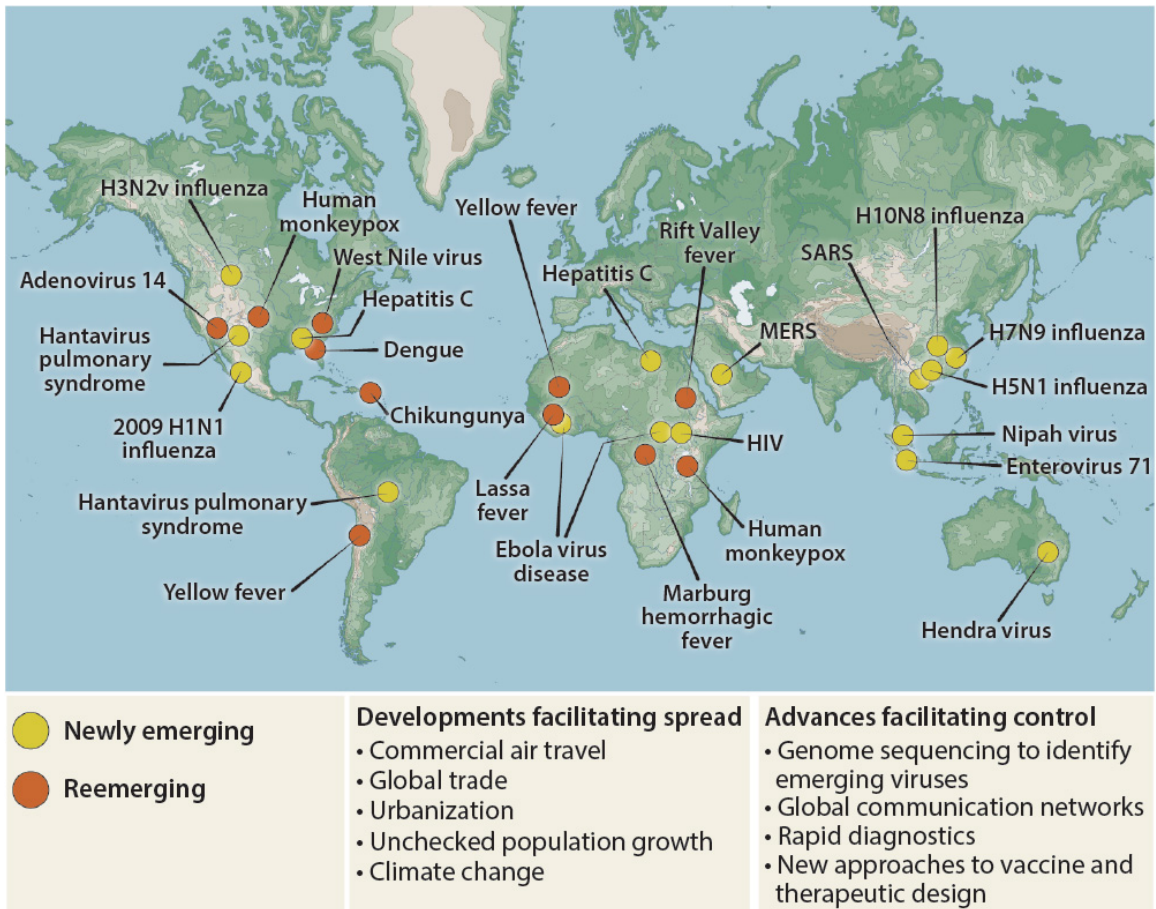 H3N2v influenza
Human
monkeypox
Adenovirus 14
West Nile virus
Hepatitis C
Hantavirus
pulmonary
syndrome
Dengue
2009 H1N1
influenza
Chikungunya
Hantavirus pulmonary
syndrome
Yellow fever
Yellow fever
Hepatitis C
Rift Valley
fever
MERS
Lassa
fever
Ebola virus
disease
HIV
Human
monkeypox
Marburg
hemorrhagic
fever
SARS
H10N8 influenza
H7N9 influenza
H5N1 influenza
Nipah virus
Enterovirus 71
Hendra virus
Newly emerging
Reemerging
Developments facilitating spread
• Commercial air travel
• Global trade
• Urbanization
• Unchecked population growth
• Climate change
Advances facilitating control
• Genome sequencing to identify
emerging viruses
• Global communication networks
• Rapid diagnostics
• New approaches to vaccine and
therapeutic design